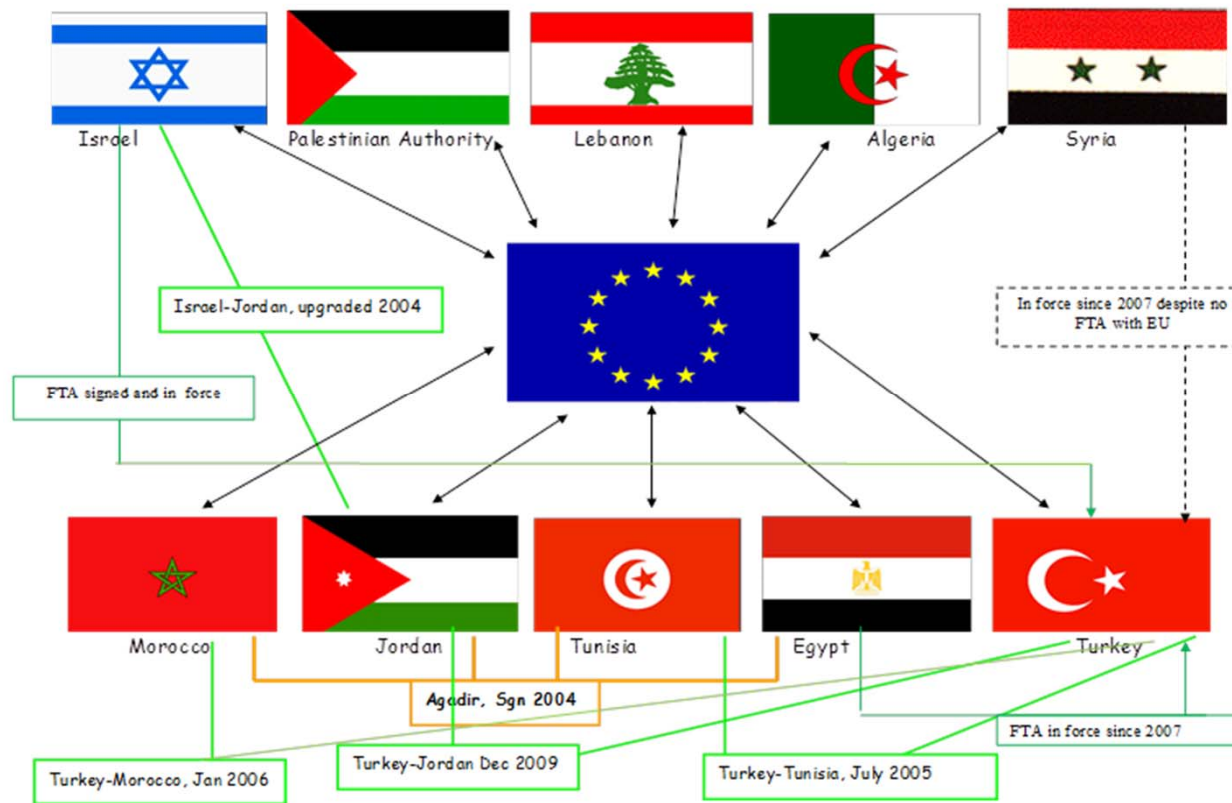 Israel
Palestinian Authority
Lebanon
Algeria
Syria
Israel-Jordan, upgraded 2004
In force since 2007 despite no
FTA with EU
FTA signed and in force
Morocco
Jordan
Tunisia
Egypt
Turkey
Agadir, Sgn 2004
FTA in force since 2007
Turkey-Morocco, Jan 2006
Turkey-Jordan Dec 2009
Turkey-Tunisia, July 2005